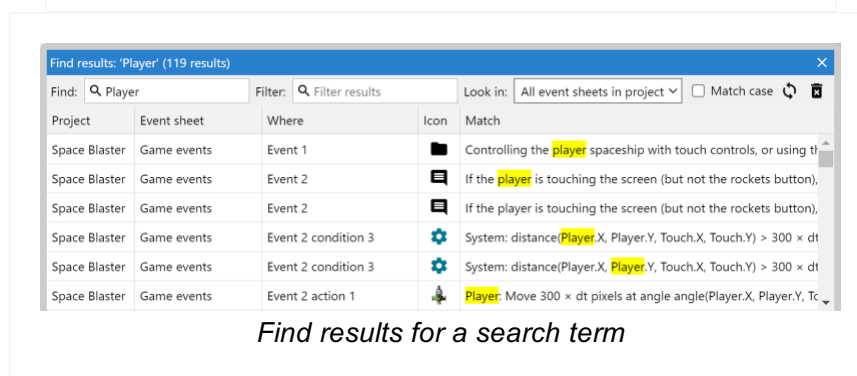 Find results: 'Player' (119 results)
Find: Player Filter: Filter results Look in: All event sheets in project Match case
Project Event sheet Where Icon Match
Space Blaster Game events Event 1 Controlling the player spaceship with touch controls, or using th
Space Blaster Game events Event 2 If the player is touching the screen (but not the rockets button),
Space Blaster Game events Event 2 If the player is touching the screen (but not the rockets button),
Space Blaster Game events Event 2 condition 3 System: distance(Player.X, Player.Y, Touch.X, Touch.Y) > 300 × dt
Space Blaster Game events Event 2 condition 3 System: distance(Player.X, Player.Y, Touch.X, Touch.Y) > 300 × dt
Space Blaster Game events Event 2 action 1 Player: Move 300 × dt pixels at angle angle(Player.X, Player.Y, To
Find results for a search term